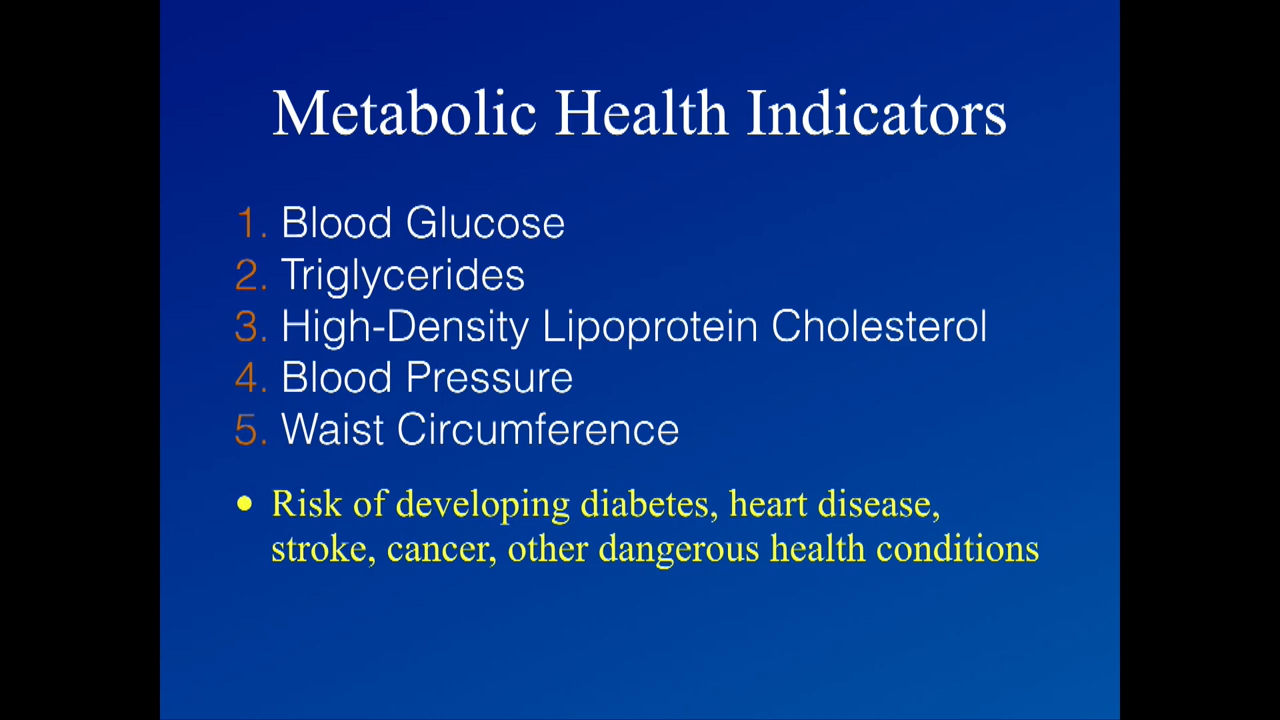 Metabolic Health Indicators
1. Blood Glucose
2. Triglycerides
3. High-Density Lipoprotein Cholesterol
4. Blood Pressure
5. Waist Circumference
• Risk of developing diabetes, heart disease,
stroke, cancer, other dangerous health conditions